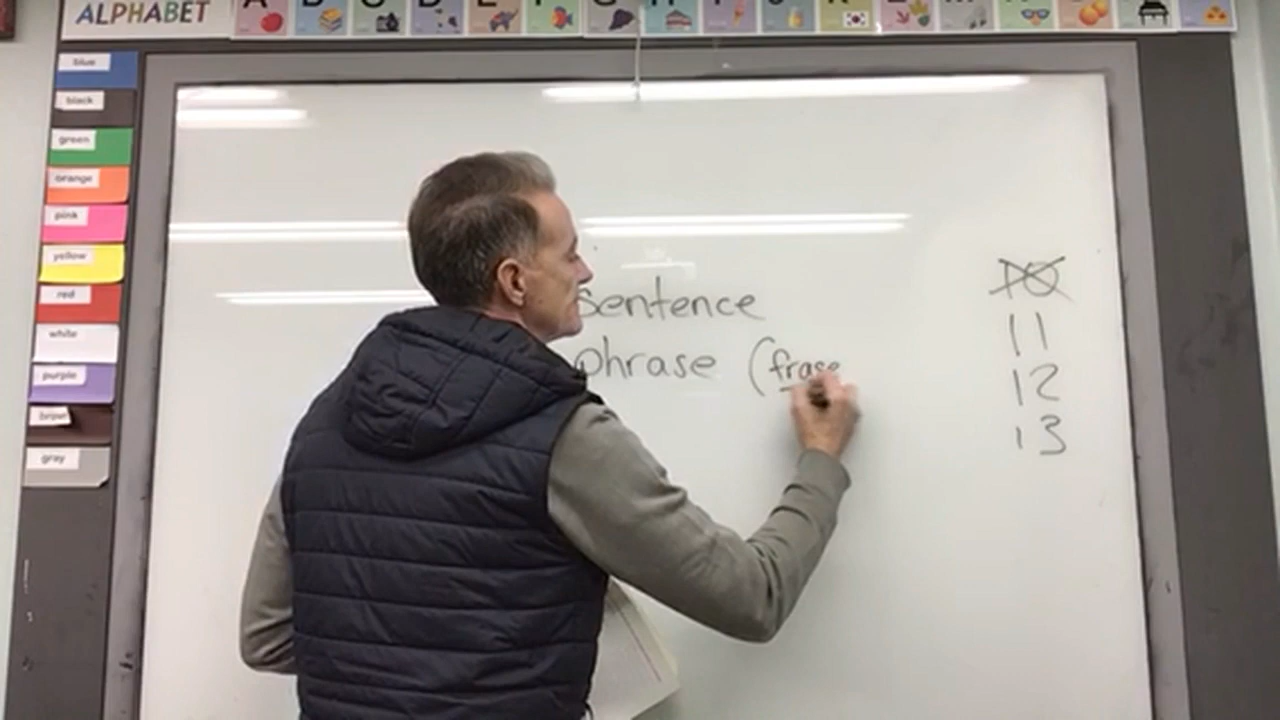 ALPHABET
blue
black
green
orange
pink
yellow
red
white
purple
brown
gray
Sentence
phrase (frase
10
11
12
13